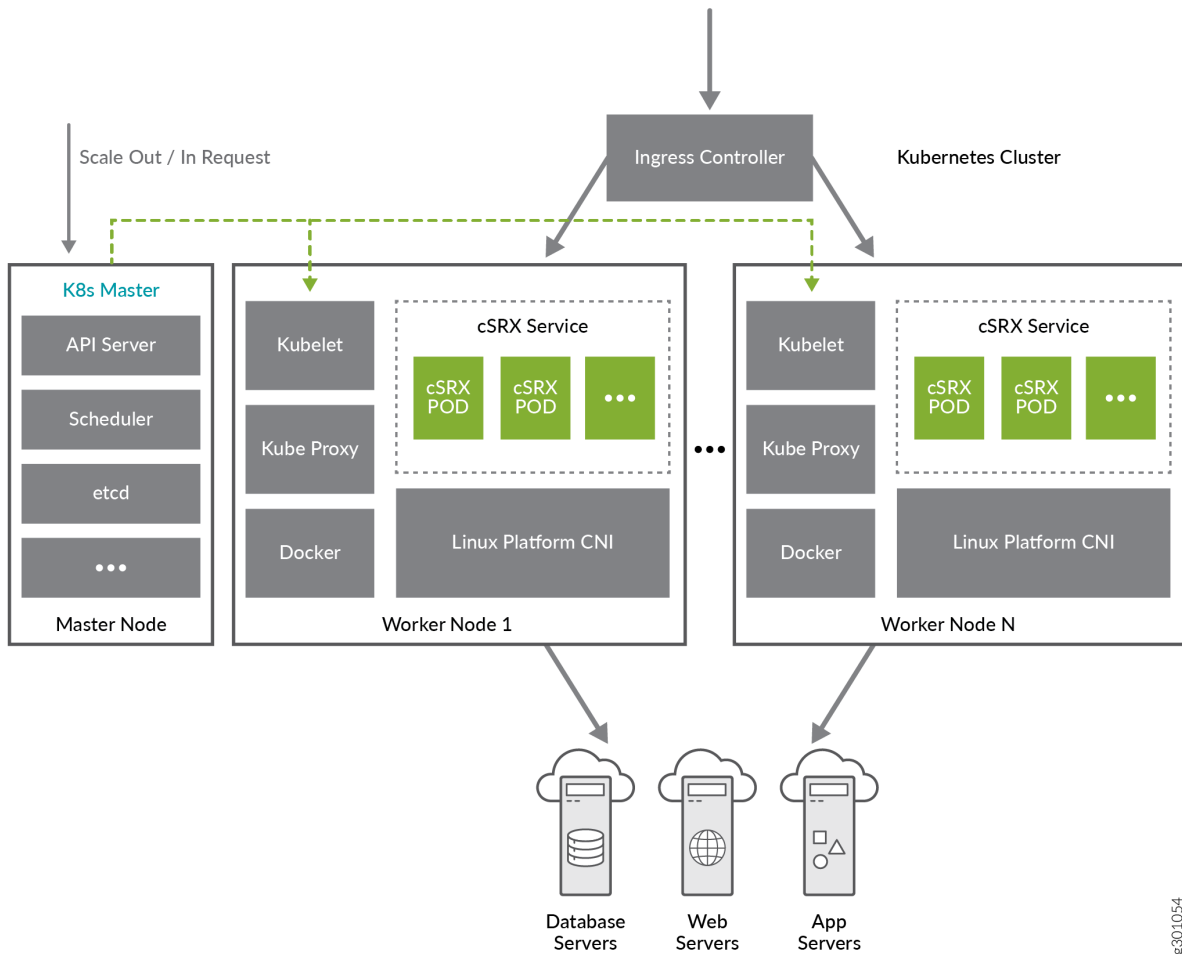 Scale Out / In Request
Ingress Controller
Kubernetes Cluster
K8s Master
API Server
Scheduler
etcd
•••
Master Node
Kubelet
Kube Proxy
Docker
cSRX Service
cSRX
POD
cSRX
POD
•••
Linux Platform CNI
Worker Node 1
•••
Kubelet
Kube Proxy
Docker
cSRX Service
cSRX
POD
cSRX
POD
•••
Linux Platform CNI
Worker Node N
Database
Servers
Web
Servers
App
Servers
g301054